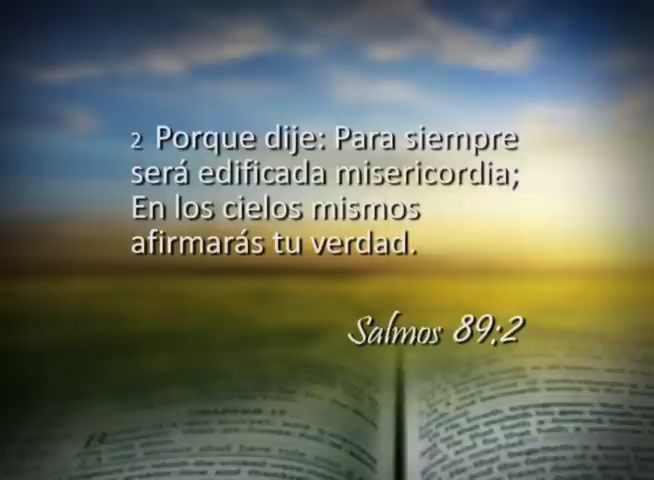 2 Porque dije: Para siempre
será edificada misericordia;
En los cielos mismos
afirmarás tu verdad.
Salmos 89:2